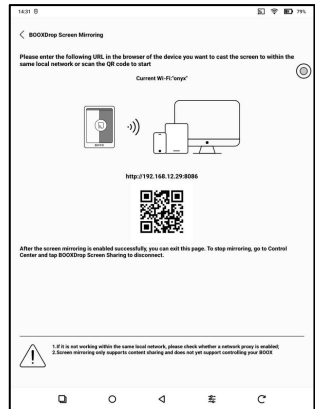 14:31
79%
BOOXDrop Screen Mirroring
Please enter the following URL in the browser of the device you want to cast the screen to within the
same local network or scan the QR code to start
Current Wi-Fi:"onyx"
BOOX
http://192.168.12.29:8086
After the screen mirroring is enabled successfully, you can exit this page. To stop mirroring, go to Control
Center and tap BOOXDrop Screen Sharing to disconnect.
1.If it is not working within the same local network, please check whether a network proxy is enabled;
2.Screen mirroring only supports content sharing and does not yet support controlling your BOOX